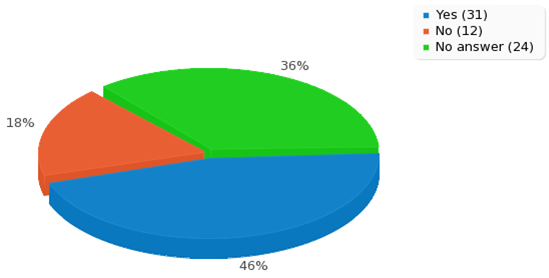 Yes (31)
No (12)
No answer (24)
36%
18%
46%